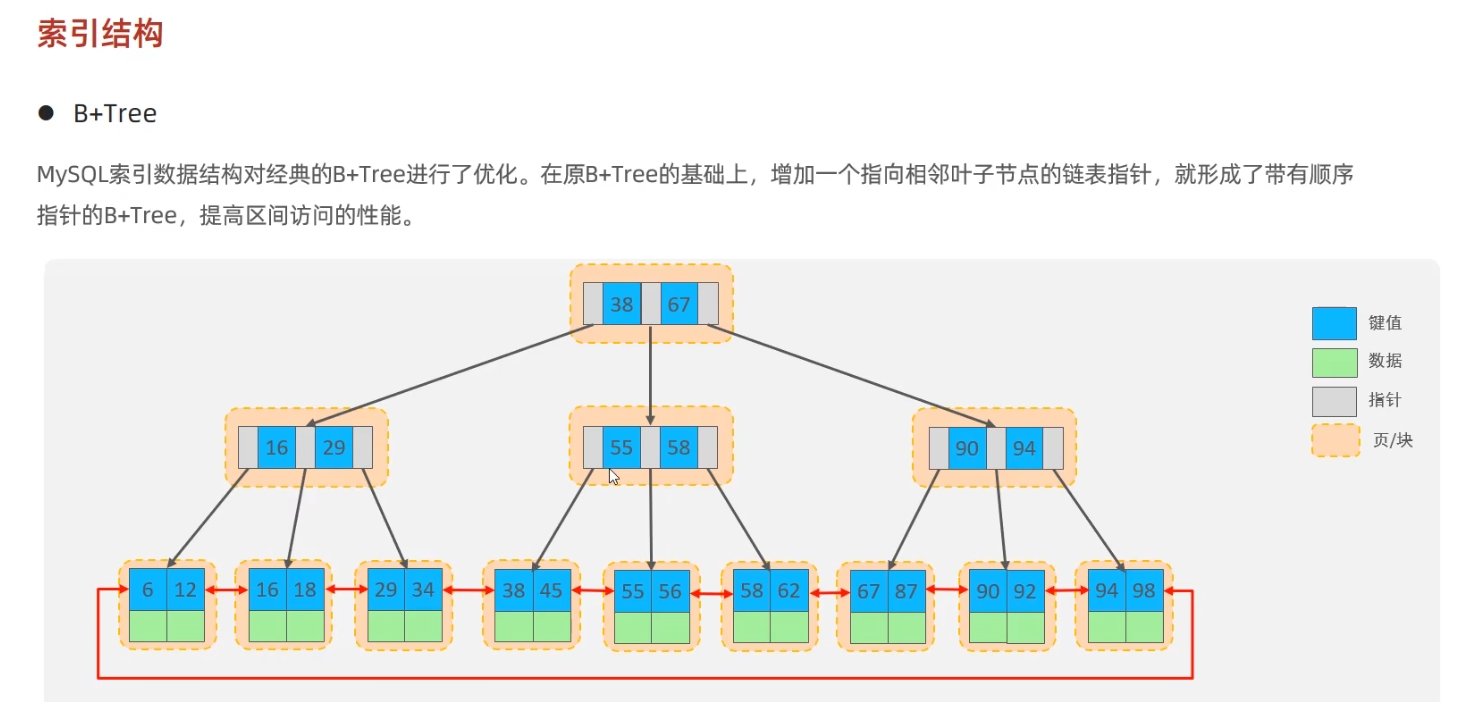 索引结构
● B+Tree
MySQL索引数据结构对经典的B+Tree进行了优化。在原B+Tree的基础上，增加一个指向相邻叶子节点的链表指针，就形成了带有顺序
指针的B+Tree，提高区间访问的性能。
38 67
键值
数据
指针
页/块
16 29 55 58 90 94
6 12 16 18 29 34 38 45 55 56 58 62 67 87 90 92 94 98